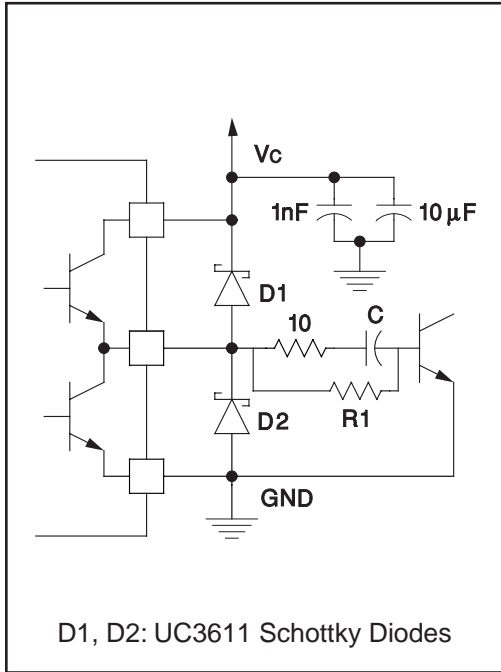 Vc
1nF
10 µF
D1
10
C
R1
D2
GND
D1, D2: UC3611 Schottky Diodes